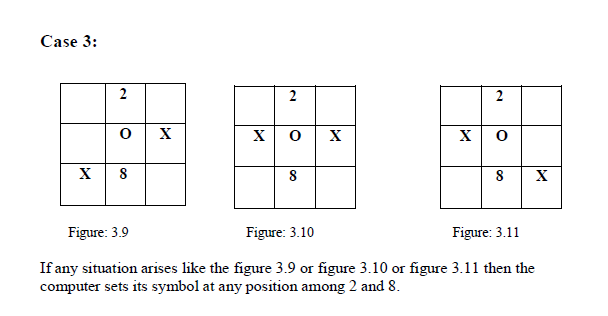 Case 3:
2 2 2
O X X O X X O
X 8 8 8 X
Figure: 3.9 Figure: 3.10 Figure: 3.11
If any situation arises like the figure 3.9 or figure 3.10 or figure 3.11 then the
computer sets its symbol at any position among 2 and 8.